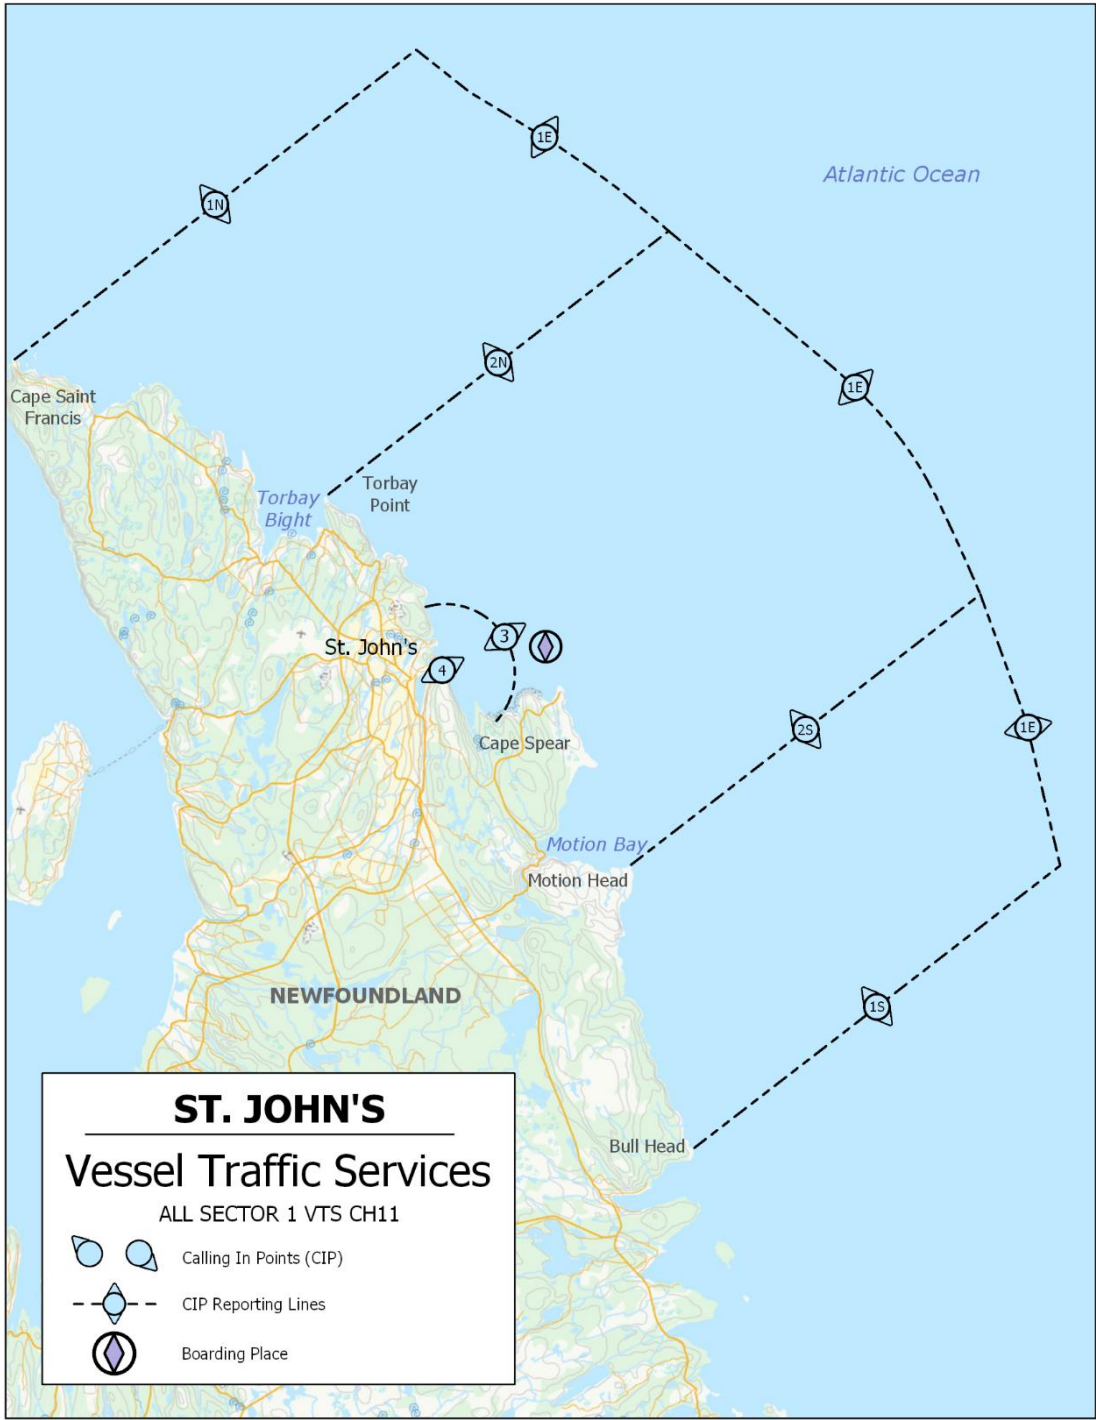 1E
Atlantic Ocean
1N
2N
1E
Cape Saint
Francis
Torbay
Point
Torbay
Bight
3
St. John's
4
2S
1E
Cape Spear
Motion Bay
Motion Head
NEWFOUNDLAND
1S
Bull Head
ST. JOHN'S
Vessel Traffic Services
ALL SECTOR 1 VTS CH11
Calling In Points (CIP)
CIP Reporting Lines
Boarding Place